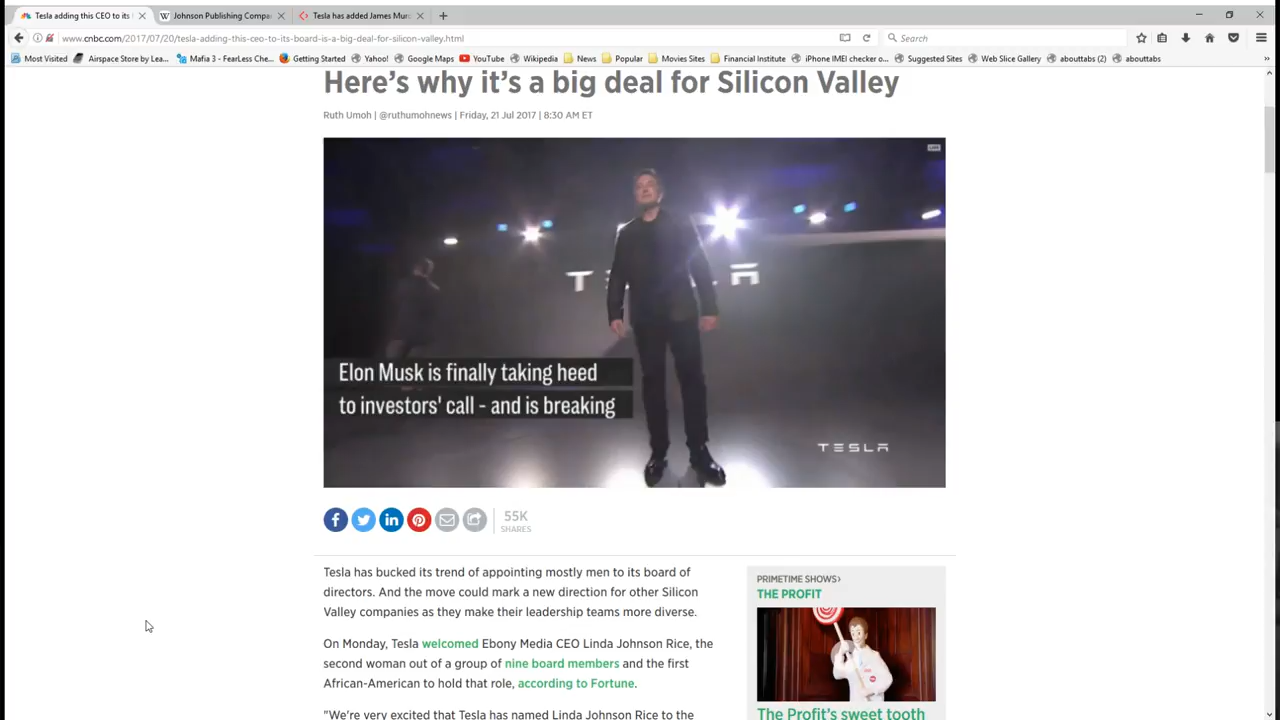 Tesla adding this CEO to its
Johnson Publishing Compa
Tesla has added James Murc
www.cnbc.com/2017/07/20/tesla-adding-this-ceo-to-its-board-is-a-big-deal-for-silicon-valley.html
Search
Most Visited Airspace Store by Lea... Mafia 3 - FearLess Che... Getting Started Yahoo! Google Maps YouTube Wikipedia News Popular Movies Sites Financial Institute iPhone IMEI checker o... Suggested Sites Web Slice Gallery abouttabs (2) abouttabs
Here's why it's a big deal for Silicon Valley
Ruth Umoh | @ruthumohnews | Friday, 21 Jul 2017 | 8:30 AM ET
TESLA
Elon Musk is finally taking heed
to investors' call - and is breaking
TESLA
55K
SHARES
Tesla has bucked its trend of appointing mostly men to its board of
directors. And the move could mark a new direction for other Silicon
Valley companies as they make their leadership teams more diverse.
On Monday, Tesla welcomed Ebony Media CEO Linda Johnson Rice, the
second woman out of a group of nine board members and the first
African-American to hold that role, according to Fortune.
"We're very excited that Tesla has named Linda Johnson Rice to the
PRIMETIME SHOWS›
THE PROFIT
The Profit's sweet tooth